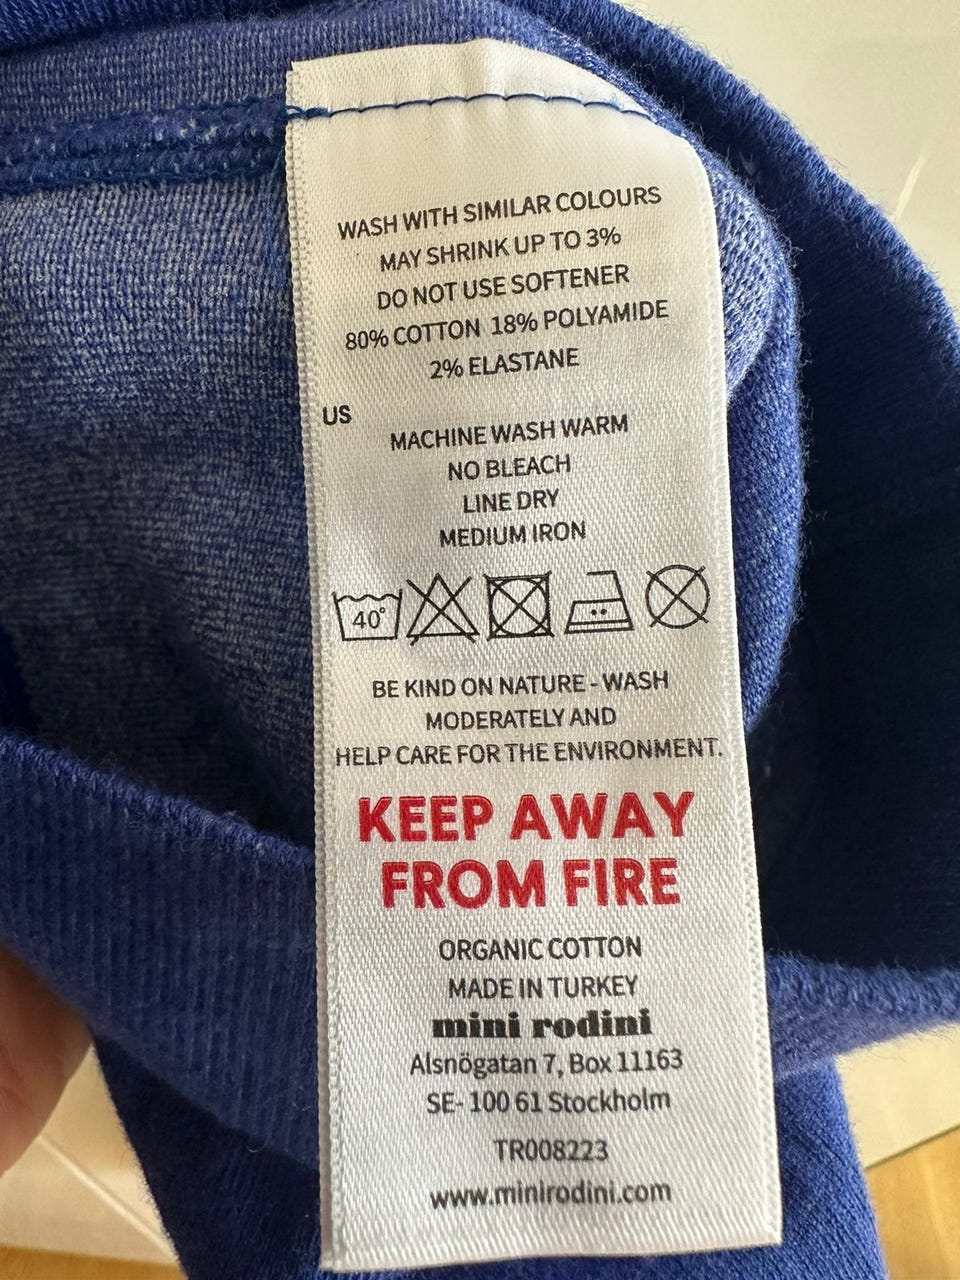 WASH WITH SIMILAR COLOURS
MAY SHRINK UP TO 3%
DO NOT USE SOFTENER
80% COTTON 18% POLYAMIDE
2% ELASTANE
US
MACHINE WASH WARM
NO BLEACH
LINE DRY
MEDIUM IRON
40°
BE KIND ON NATURE - WASH
MODERATELY AND
HELP CARE FOR THE ENVIRONMENT.
KEEP AWAY
FROM FIRE
ORGANIC COTTON
MADE IN TURKEY
mini rodini
Alsnögatan 7, Box 11163
SE- 100 61 Stockholm
TR008223
www.minirodini.com